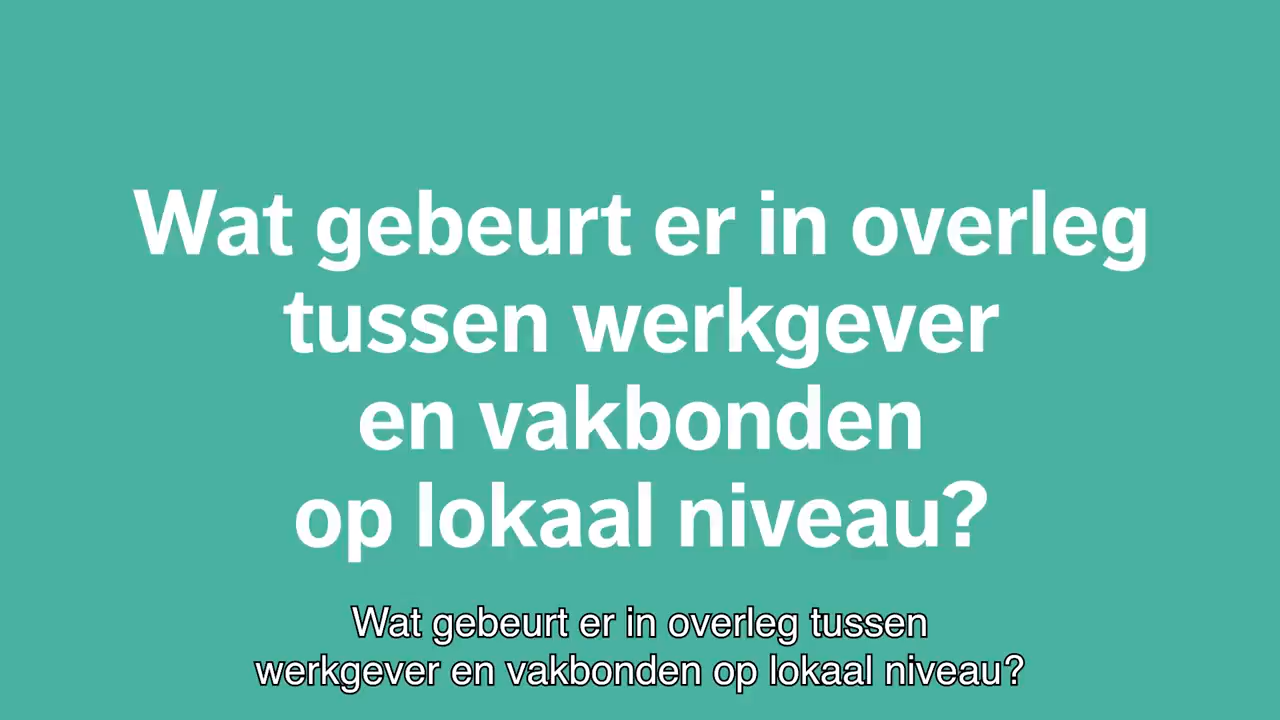 Wat gebeurt er in overleg
tussen werkgever
en vakbonden
op lokaal niveau?
Wat gebeurt er in overleg tussen
werkgever en vakbonden op lokaal niveau?